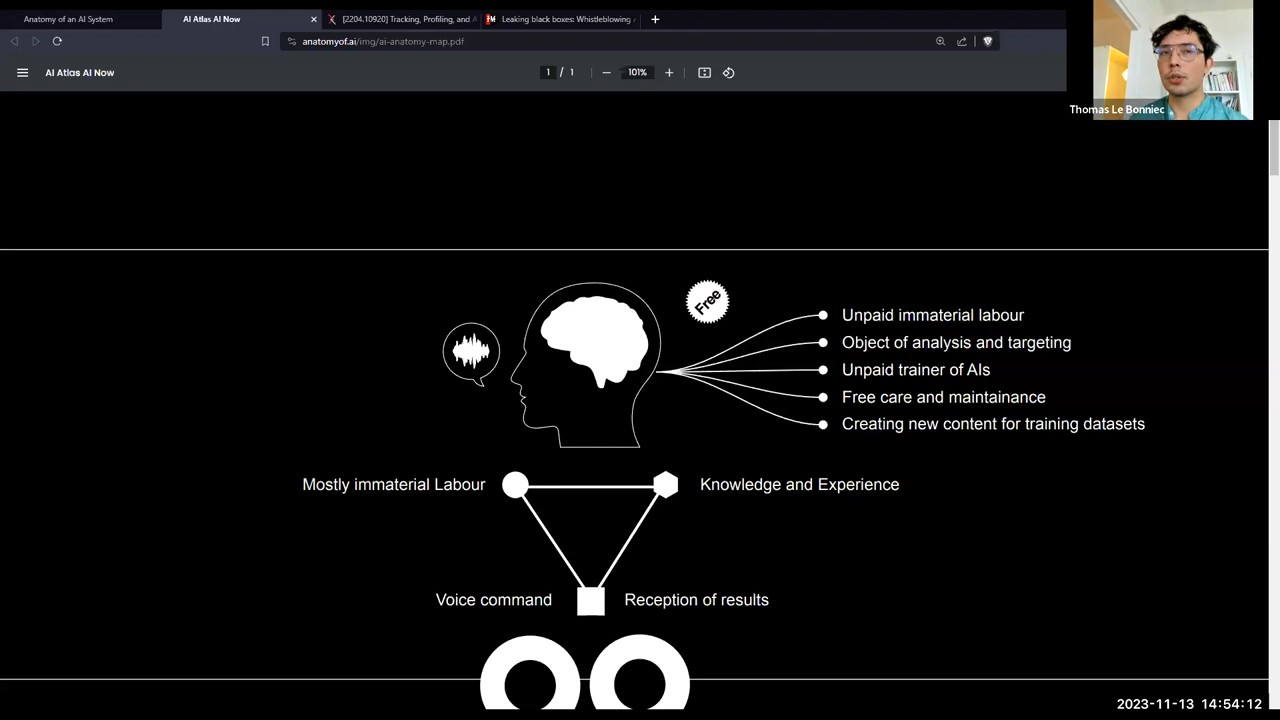 Anatomy of an AI System
AI Atlas AI Now
[2204.10920] Tracking, Profiling, and A
Leaking black boxes: Whistleblowing
anatomyof.ai/img/ai-anatomy-map.pdf
AI Atlas AI Now
1 / 1
101%
Thomas Le Bonniec
Free
Unpaid immaterial labour
Object of analysis and targeting
Unpaid trainer of AIs
Free care and maintainance
Creating new content for training datasets
Mostly immaterial Labour
Knowledge and Experience
Voice command
Reception of results
2023-11-13 14:54:12